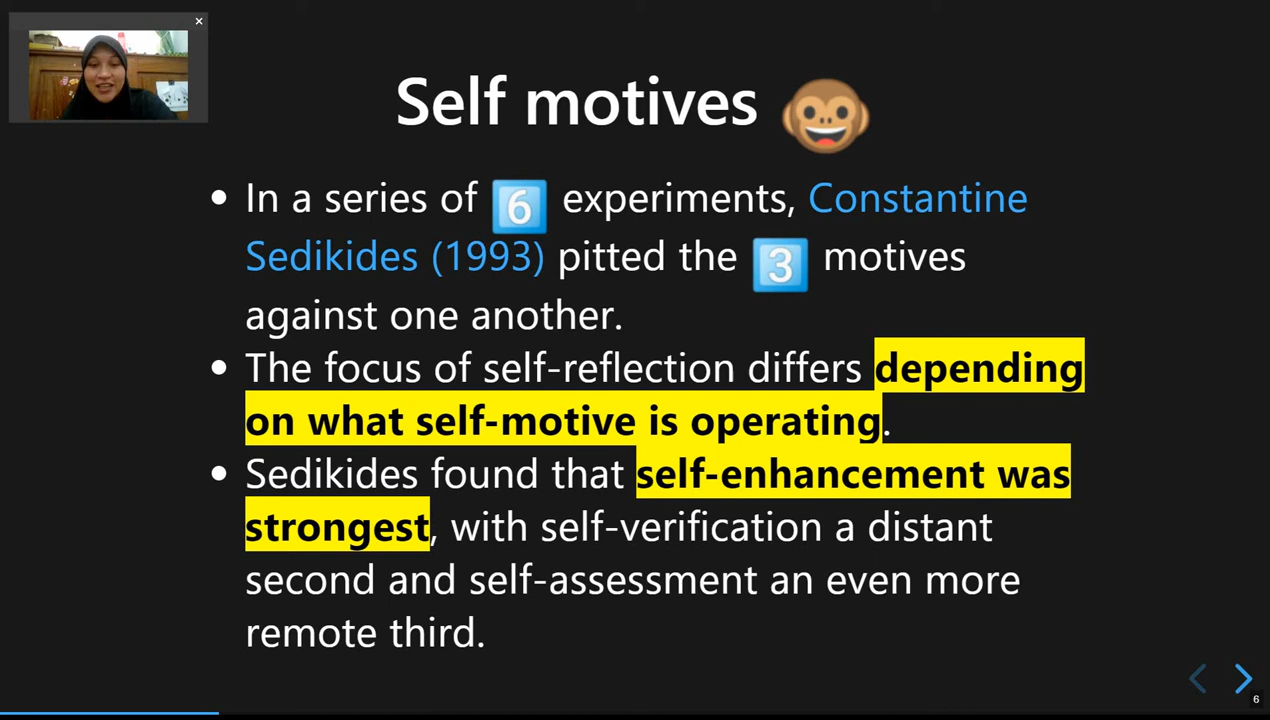 Self motives 🐵
• In a series of 6️⃣ experiments, Constantine
Sedikides (1993) pitted the 3️⃣ motives
against one another.
• The focus of self-reflection differs depending
on what self-motive is operating.
• Sedikides found that self-enhancement was
strongest, with self-verification a distant
second and self-assessment an even more
remote third.
6